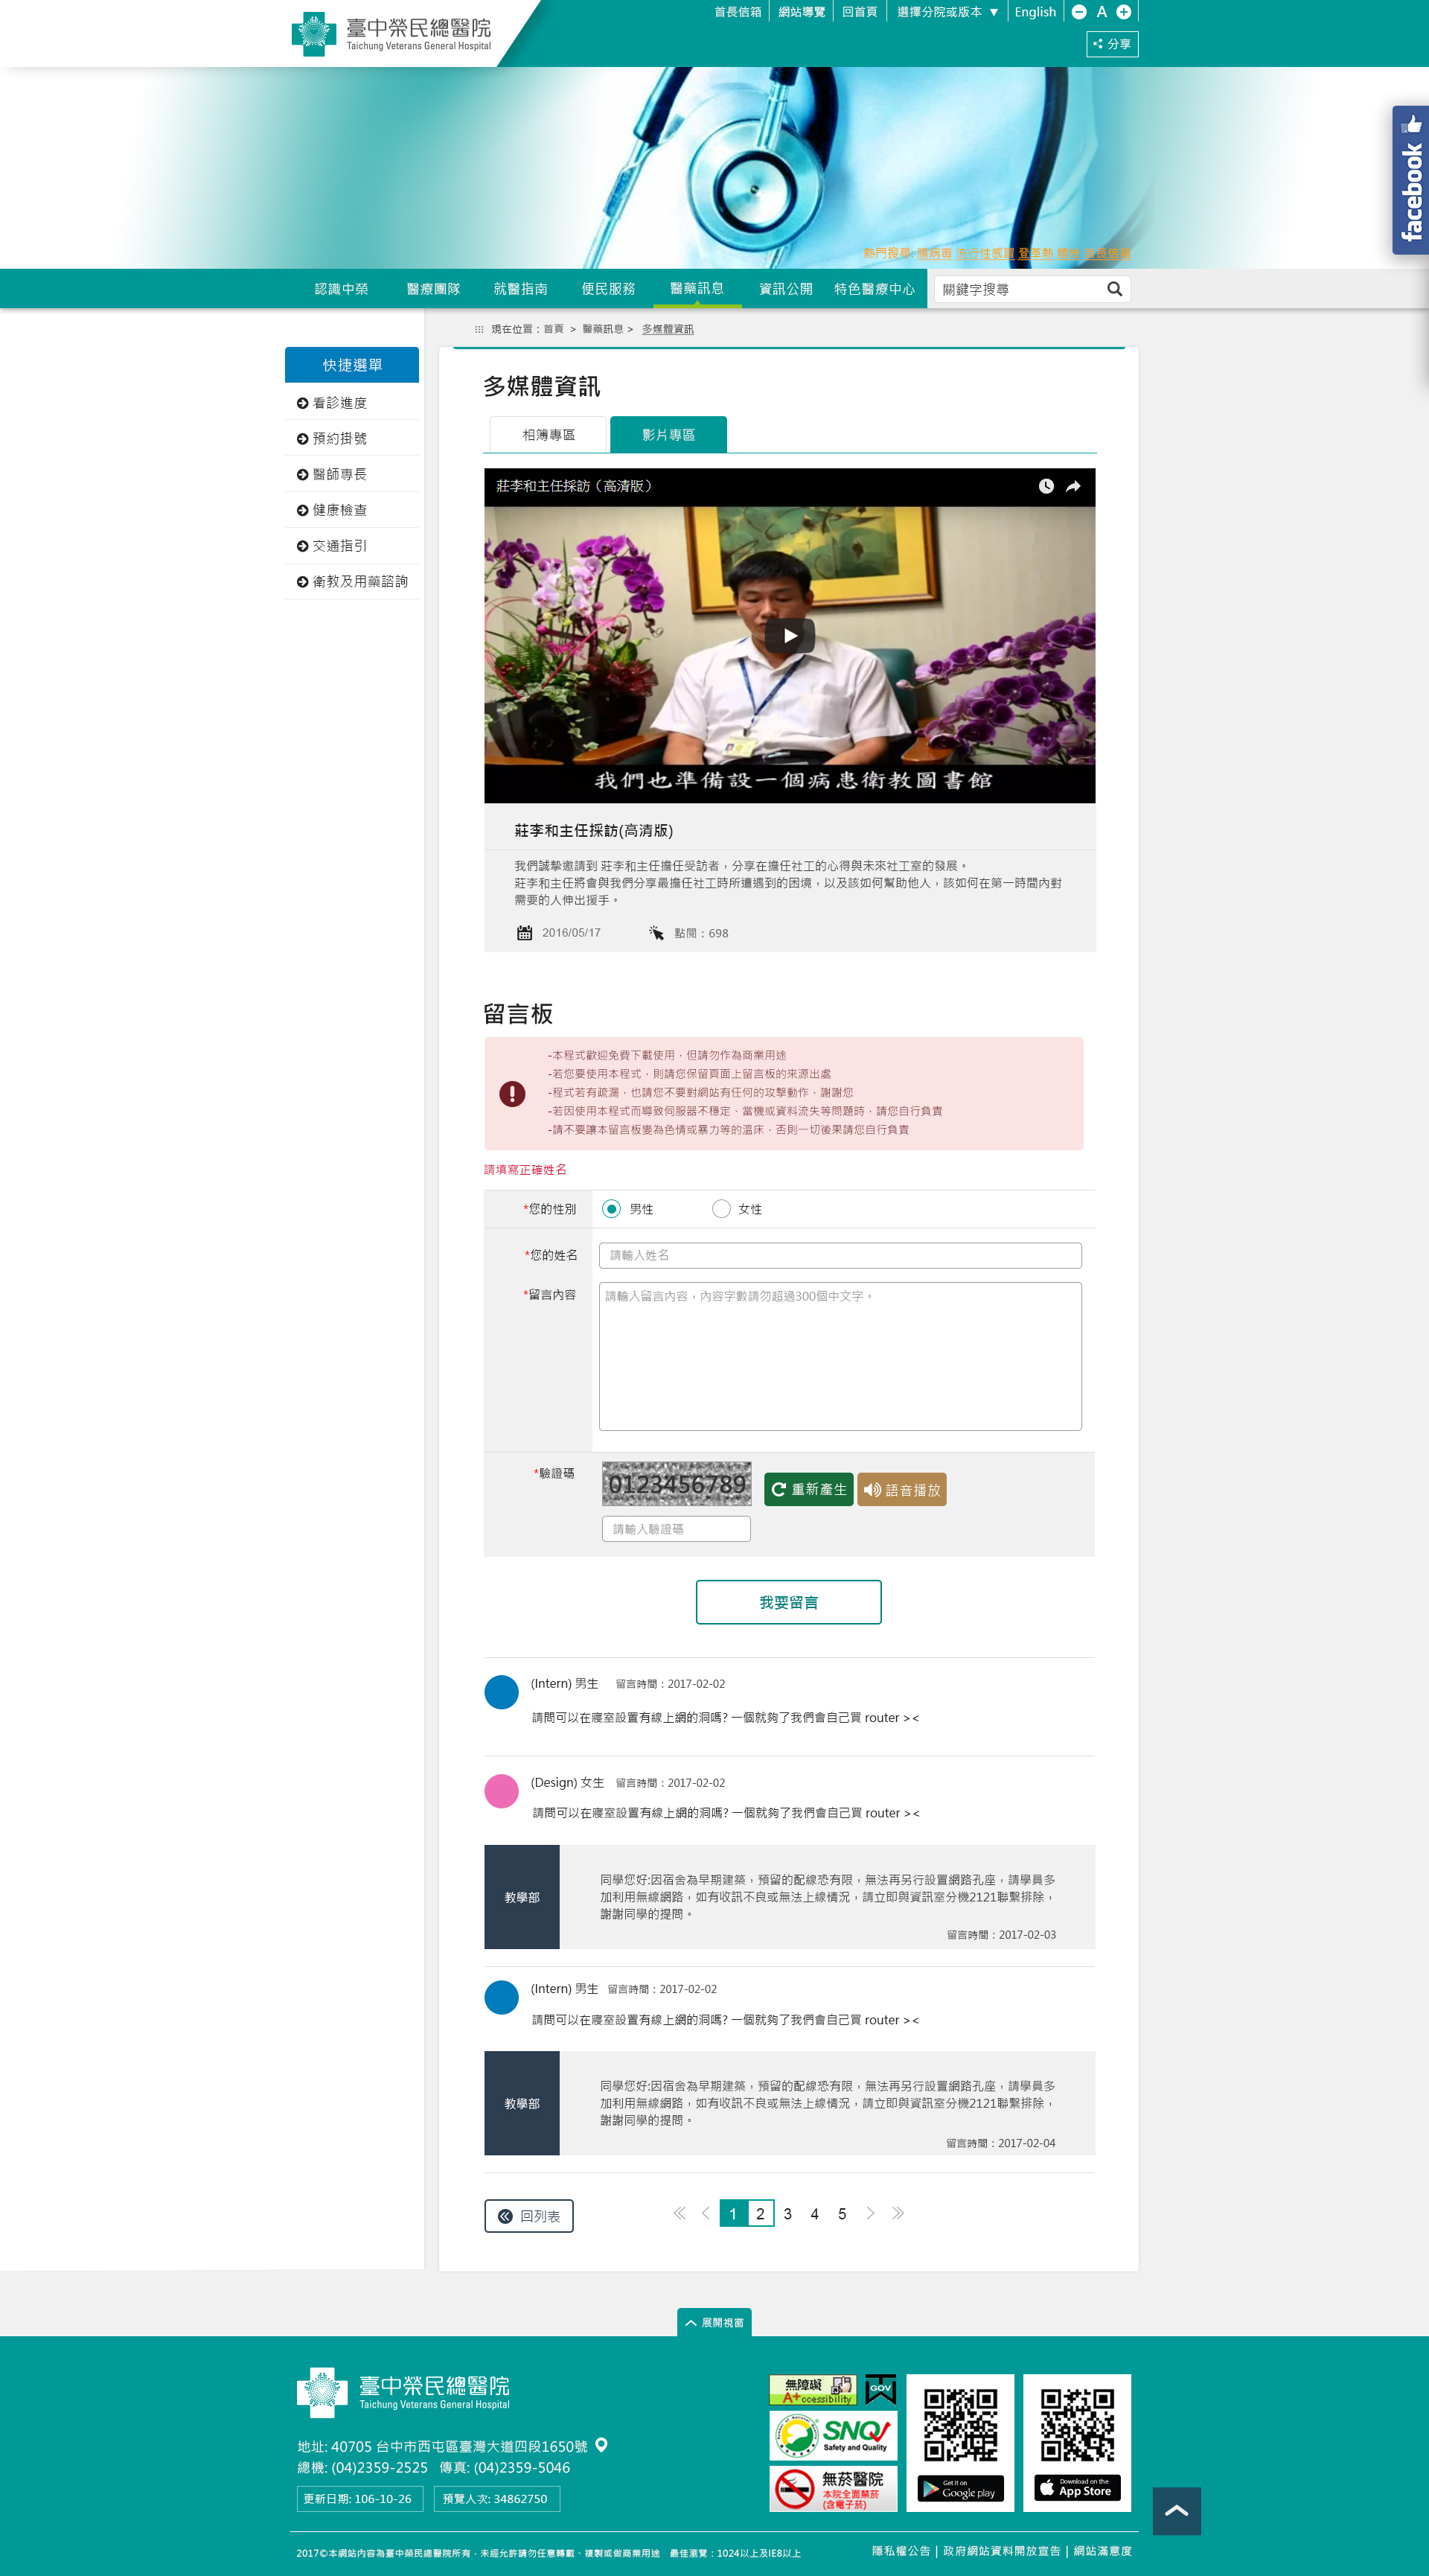 臺中榮民總醫院
Taichung Veterans General Hospital
首長信箱 網站導覽 回首頁 選擇分院或版本 ▼ English A
分享
facebook
熱門搜尋: 腸病毒 流行性感冒 登革熱
認識中榮 醫療團隊 就醫指南 便民服務 醫藥訊息 資訊公開 特色醫療中心 關鍵字搜尋
現在位置：首頁 > 醫藥訊息 > 多媒體資訊
快捷選單
看診進度
預約掛號
醫師專長
健康檢查
交通指引
衛教及用藥諮詢
多媒體資訊
相簿專區 影片專區
莊李和主任採訪（高清版）
我們也準備設一個病患衛教圖書館
莊李和主任採訪(高清版)
我們誠摯邀請到 莊李和主任擔任受訪者，分享在擔任社工的心得與未來社工室的發展。
莊李和主任將會與我們分享最擔任社工時所遭遇到的困境，以及該如何幫助他人，該如何在第一時間內對
需要的人伸出援手。
2016/05/17 點閱：698
留言板
-本程式歡迎免費下載使用，但請勿作為商業用途
-若您要使用本程式，則請您保留頁面上留言板的來源出處
-程式若有疏漏，也請您不要對網站有任何的攻擊動作，謝謝您
-若因使用本程式而導致伺服器不穩定、當機或資料流失等問題時，請您自行負責
-請不要讓本留言板變為色情或暴力等的溫床，否則一切後果請您自行負責
請填寫正確姓名
*您的性別 男性 女性
*您的姓名 請輸入姓名
*留言內容 請輸入留言內容，內容字數請勿超過300個中文字。
*驗證碼 0123456789 重新產生 語音播放
請輸入驗證碼
我要留言
(Intern) 男生 留言時間：2017-02-02
請問可以在寢室設置有線上網的洞嗎? 一個就夠了我們會自己買 router ><
(Design) 女生 留言時間：2017-02-02
請問可以在寢室設置有線上網的洞嗎? 一個就夠了我們會自己買 router ><
教學部
同學您好:因宿舍為早期建築，預留的配線恐有限，無法再另行設置網路孔座，請學員多
加利用無線網路，如有收訊不良或無法上線情況，請立即與資訊室分機2121聯繫排除，
謝謝同學的提問。
留言時間：2017-02-03
(Intern) 男生 留言時間：2017-02-02
請問可以在寢室設置有線上網的洞嗎? 一個就夠了我們會自己買 router ><
教學部
同學您好:因宿舍為早期建築，預留的配線恐有限，無法再另行設置網路孔座，請學員多
加利用無線網路，如有收訊不良或無法上線情況，請立即與資訊室分機2121聯繫排除，
謝謝同學的提問。
留言時間：2017-02-04
回列表 1 2 3 4 5
展開視窗
臺中榮民總醫院
Taichung Veterans General Hospital
地址: 40705 台中市西屯區臺灣大道四段1650號
總機: (04)2359-2525 傳真: (04)2359-5046
更新日期: 106-10-26 預覽人次: 34862750
無障礙
A+ccessibility
GOV
SNQ
Safety and Quality
無菸醫院
本院全面禁菸
(含電子菸)
Get it on
Google play
Download on the
App Store
2017©本網站內容為臺中榮民總醫院所有，未經允許請勿任意轉載、複製或做商業用途 最佳瀏覽：1024以上及IE8以上
隱私權公告 | 政府網站資料開放宣告 | 網站滿意度